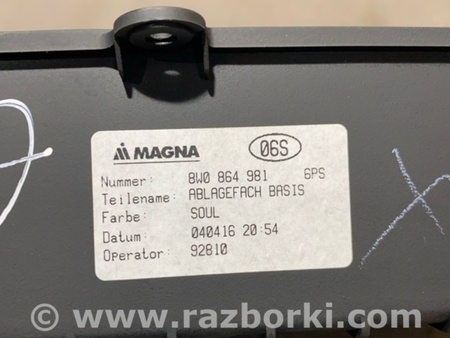 MAGNA 06S
Nummer: 8W0 864 981 6PS
Teilename: ABLAGEFACH BASIS
Farbe: SOUL
Datum: 040416 20:54
Operator: 92810
© www.razborki.com